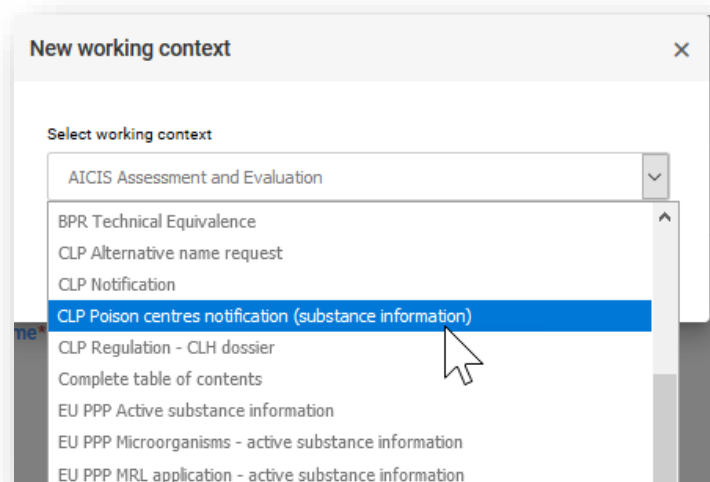 New working context
Select working context
AICIS Assessment and Evaluation
BPR Technical Equivalence
CLP Alternative name request
CLP Notification
CLP Poison centres notification (substance information)
me*
CLP Regulation - CLH dossier
Complete table of contents
EU PPP Active substance information
EU PPP Microorganisms - active substance information
EU PPP MRL application - active substance information